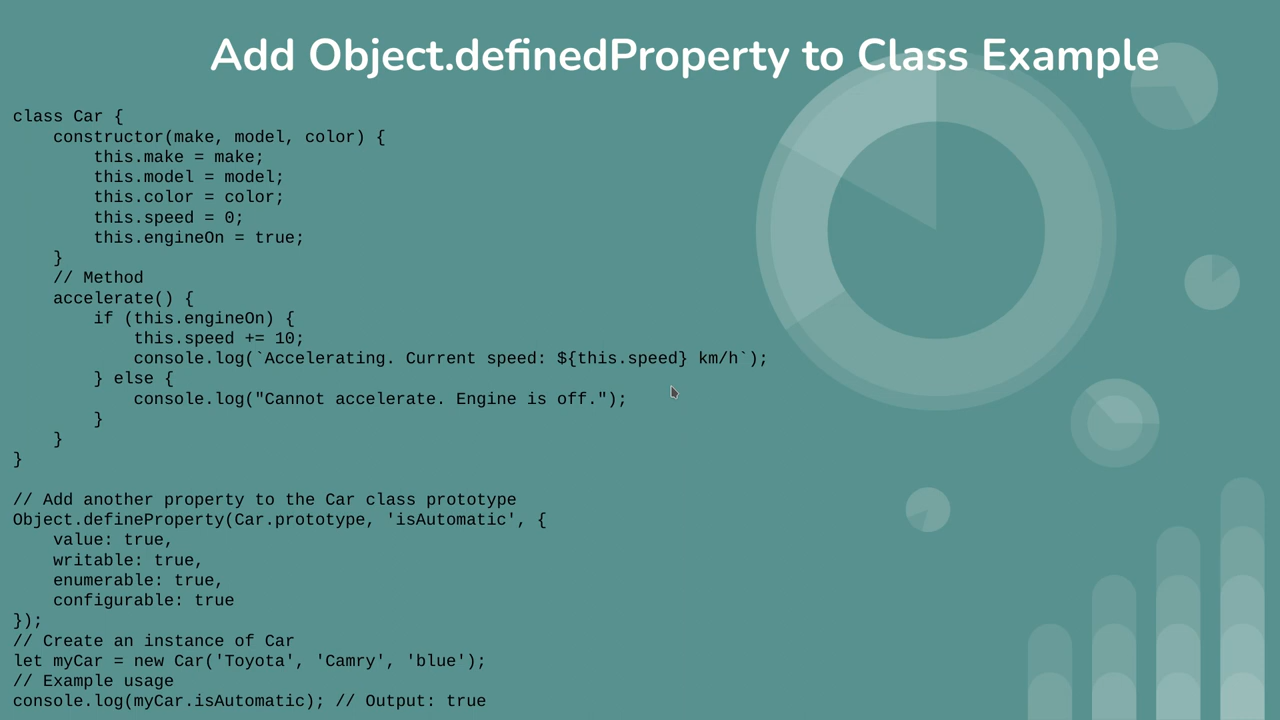 Add Object.definedProperty to Class Example
class Car {
    constructor(make, model, color) {
        this.make = make;
        this.model = model;
        this.color = color;
        this.speed = 0;
        this.engineOn = true;
    }
    // Method
    accelerate() {
        if (this.engineOn) {
            this.speed += 10;
            console.log(`Accelerating. Current speed: ${this.speed} km/h`);
        } else {
            console.log("Cannot accelerate. Engine is off.");
        }
    }
}

// Add another property to the Car class prototype
Object.defineProperty(Car.prototype, 'isAutomatic', {
    value: true,
    writable: true,
    enumerable: true,
    configurable: true
});
// Create an instance of Car
let myCar = new Car('Toyota', 'Camry', 'blue');
// Example usage
console.log(myCar.isAutomatic); // Output: true